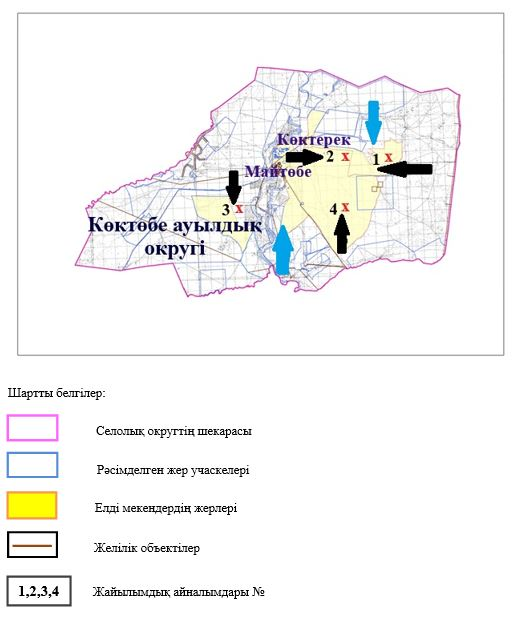 Көктерек
2 x
1 x
Майтөбе
3 x
4 x
Көктөбе ауылдық
округі
Шартты белгілер:
Селолық округтің шекарасы
Рәсімделген жер учаскелері
Елді мекендердің жерлері
Желілік объектілер
1,2,3,4 Жайылымдық айналымдары №